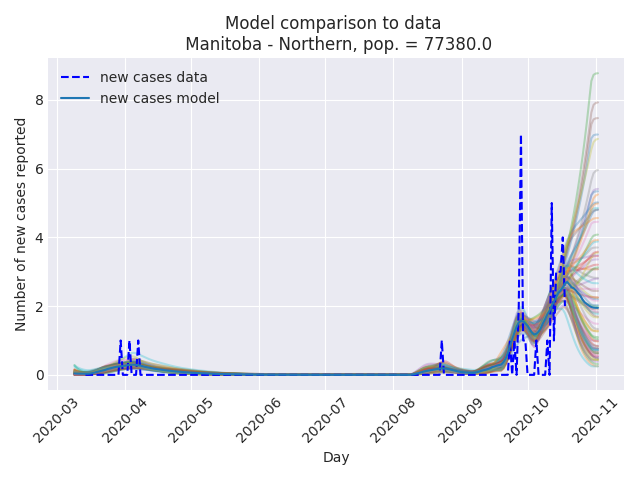 Model comparison to data
Manitoba - Northern, pop. = 77380.0
new cases data
new cases model
Number of new cases reported
8
6
4
2
0
2020-03
2020-04
2020-05
2020-06
2020-07
2020-08
2020-09
2020-10
2020-11
Day